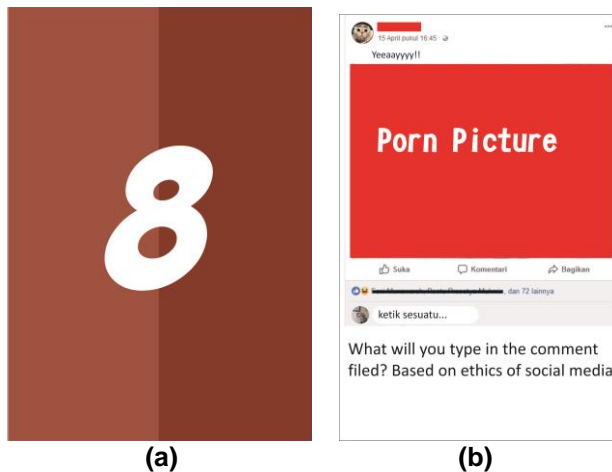 8
15 April pukul 16:45
Yeeaayyyy!!
Porn Picture
Suka Komentari Bagikan
, dan 72 lainnya
ketik sesuatu...
What will you type in the comment
filed? Based on ethics of social media
(a) (b)